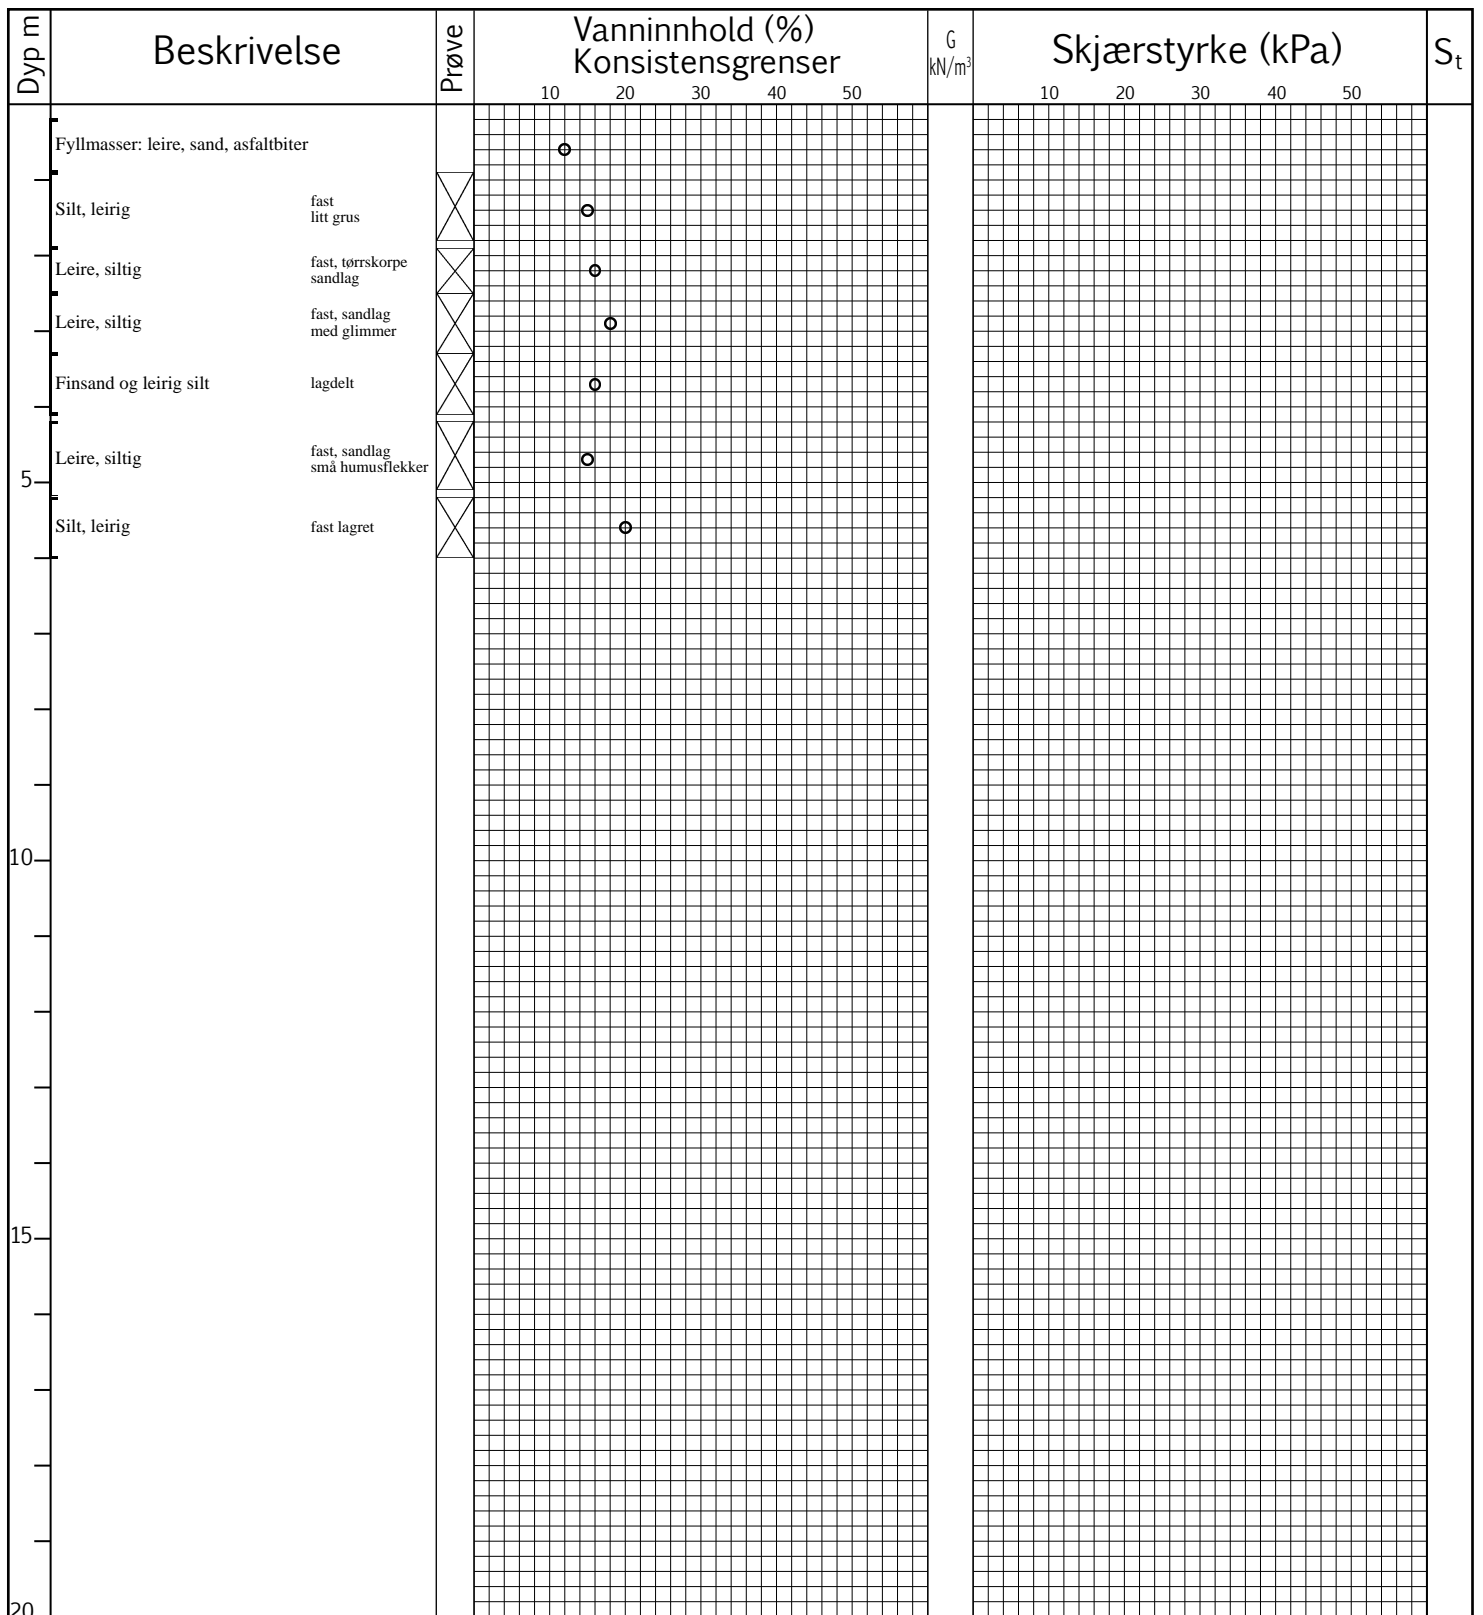 Dyp m
Beskrivelse
Prøve
Vanninnhold (%)
Konsistensgrenser
10 20 30 40 50
G
kN/m³
Skjærstyrke (kPa)
10 20 30 40 50
St
Fyllmasser: leire, sand, asfaltbiter
Silt, leirig
fast
litt grus
Leire, siltig
fast, tørrskorpe
sandlag
Leire, siltig
fast, sandlag
med glimmer
Finsand og leirig silt
lagdelt
Leire, siltig
fast, sandlag
små humusflekker
5
Silt, leirig
fast lagret
10
15
20